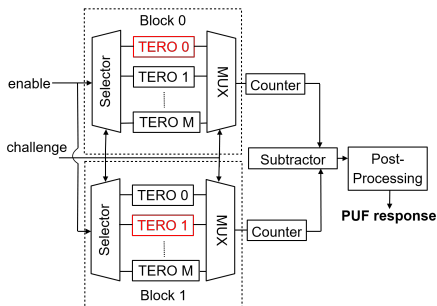 Block 0
enable
challenge
Selector
TERO 0
TERO 1
TERO M
MUX
Counter
Subtractor
Post-
Processing
PUF response
Selector
TERO 0
TERO 1
TERO M
MUX
Counter
Block 1